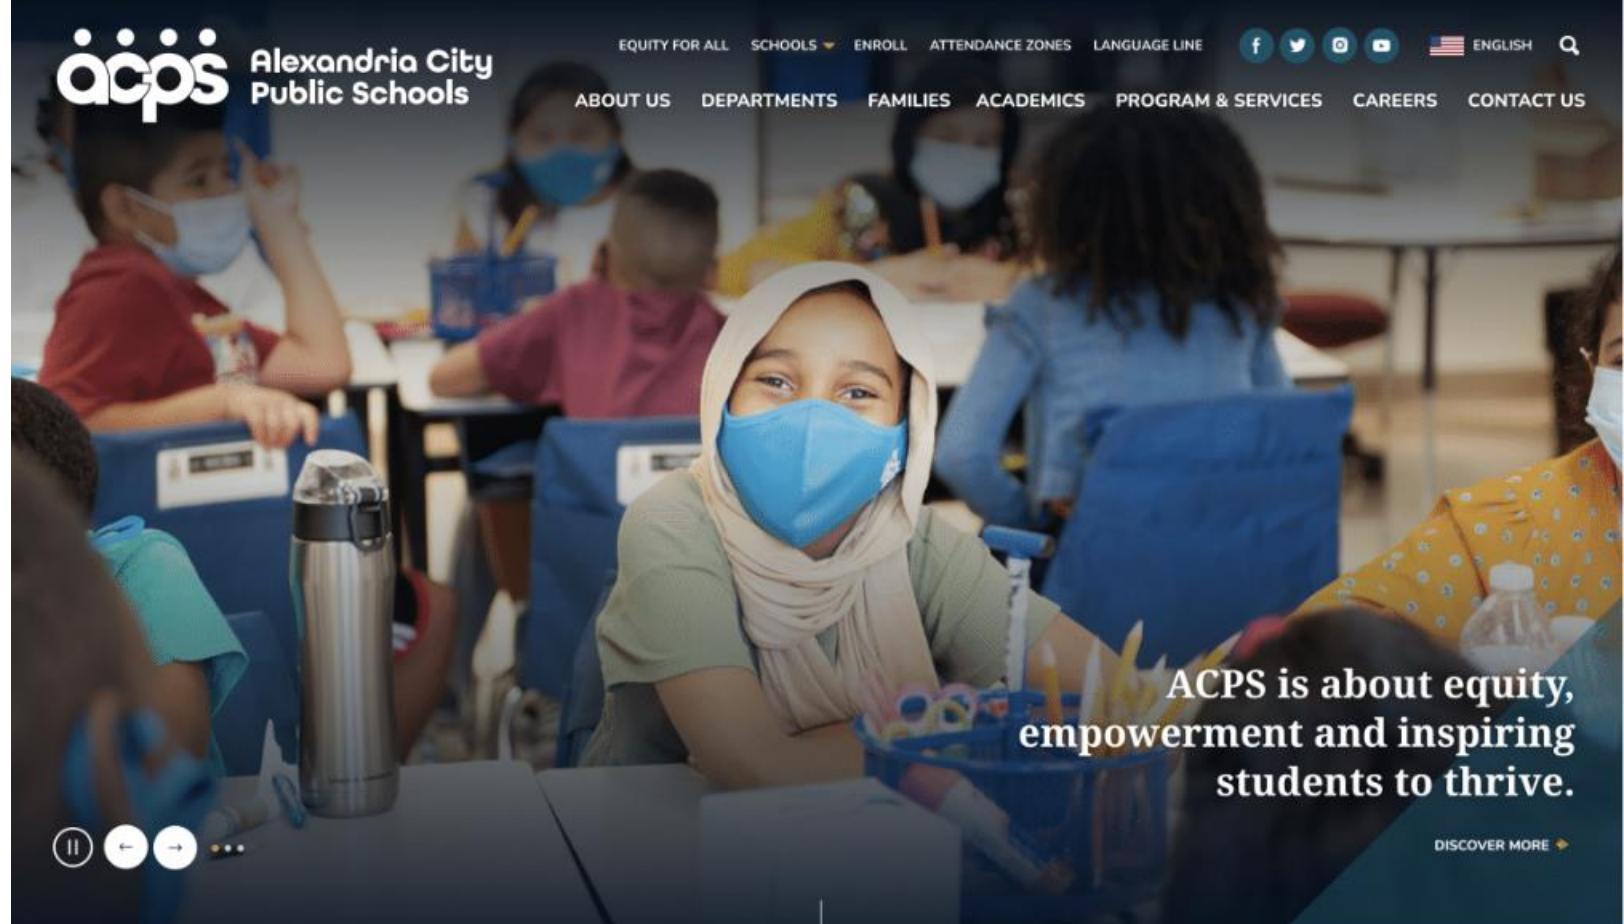 acps
Alexandria City
Public Schools
EQUITY FOR ALL SCHOOLS ENROLL ATTENDANCE ZONES LANGUAGE LINE ENGLISH
ABOUT US DEPARTMENTS FAMILIES ACADEMICS PROGRAM & SERVICES CAREERS CONTACT US
ACPS is about equity,
empowerment and inspiring
students to thrive.
DISCOVER MORE